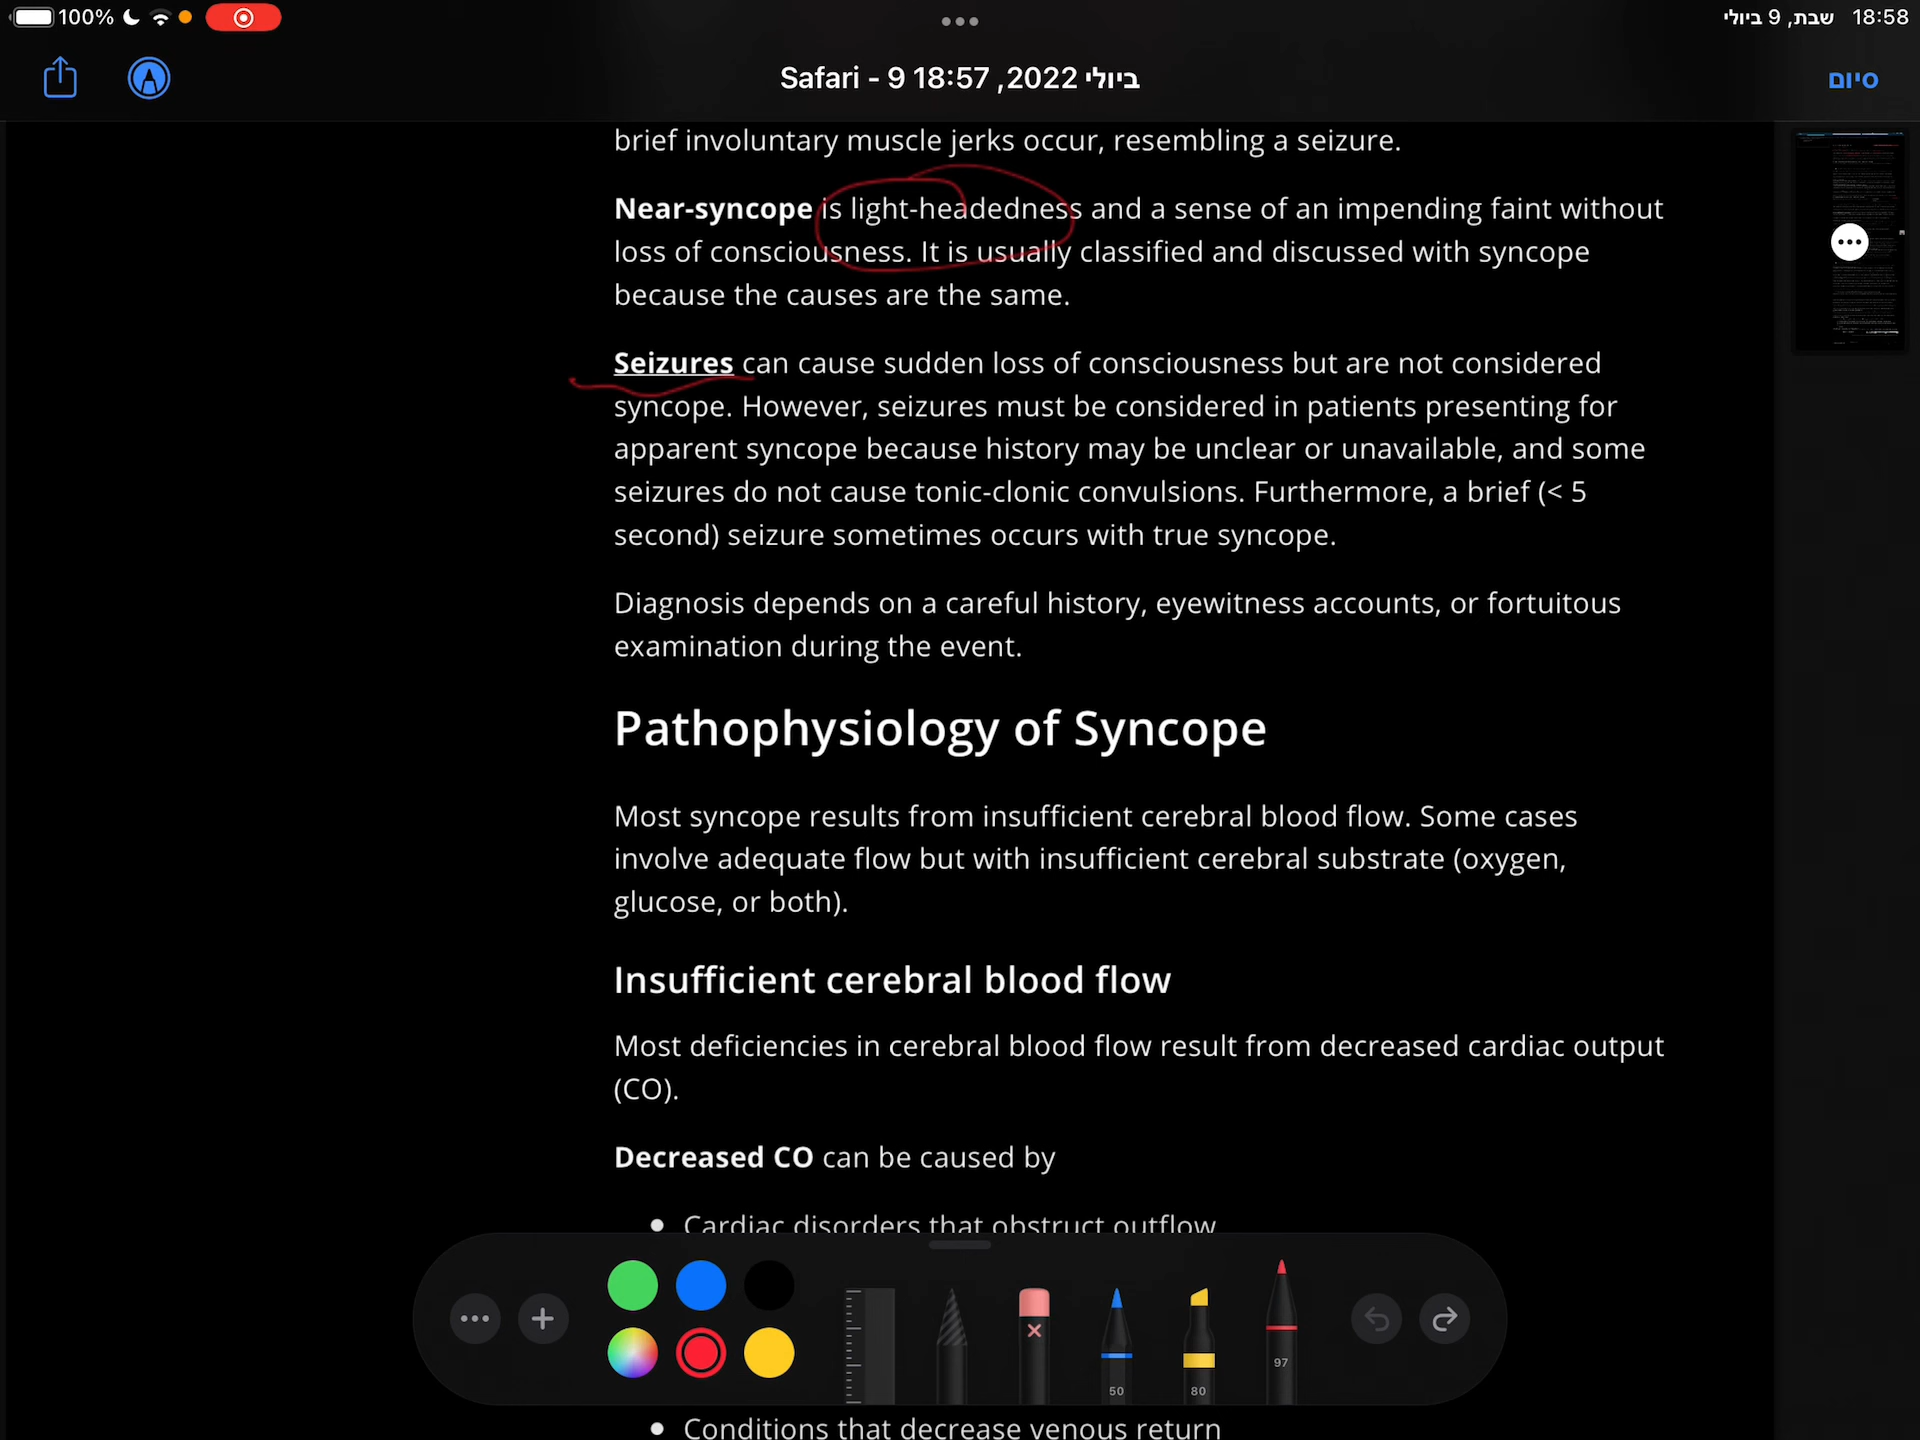 100%
שבת, 9 ביולי 18:58
Safari - 9 ביולי 2022, 18:57
סיום
brief involuntary muscle jerks occur, resembling a seizure.
Near-syncope is light-headedness and a sense of an impending faint without
loss of consciousness. It is usually classified and discussed with syncope
because the causes are the same.
Seizures can cause sudden loss of consciousness but are not considered
syncope. However, seizures must be considered in patients presenting for
apparent syncope because history may be unclear or unavailable, and some
seizures do not cause tonic-clonic convulsions. Furthermore, a brief (< 5
second) seizure sometimes occurs with true syncope.
Diagnosis depends on a careful history, eyewitness accounts, or fortuitous
examination during the event.
Pathophysiology of Syncope
Most syncope results from insufficient cerebral blood flow. Some cases
involve adequate flow but with insufficient cerebral substrate (oxygen,
glucose, or both).
Insufficient cerebral blood flow
Most deficiencies in cerebral blood flow result from decreased cardiac output
(CO).
Decreased CO can be caused by
• Cardiac disorders that obstruct outflow
50
80
97
• Conditions that decrease venous return